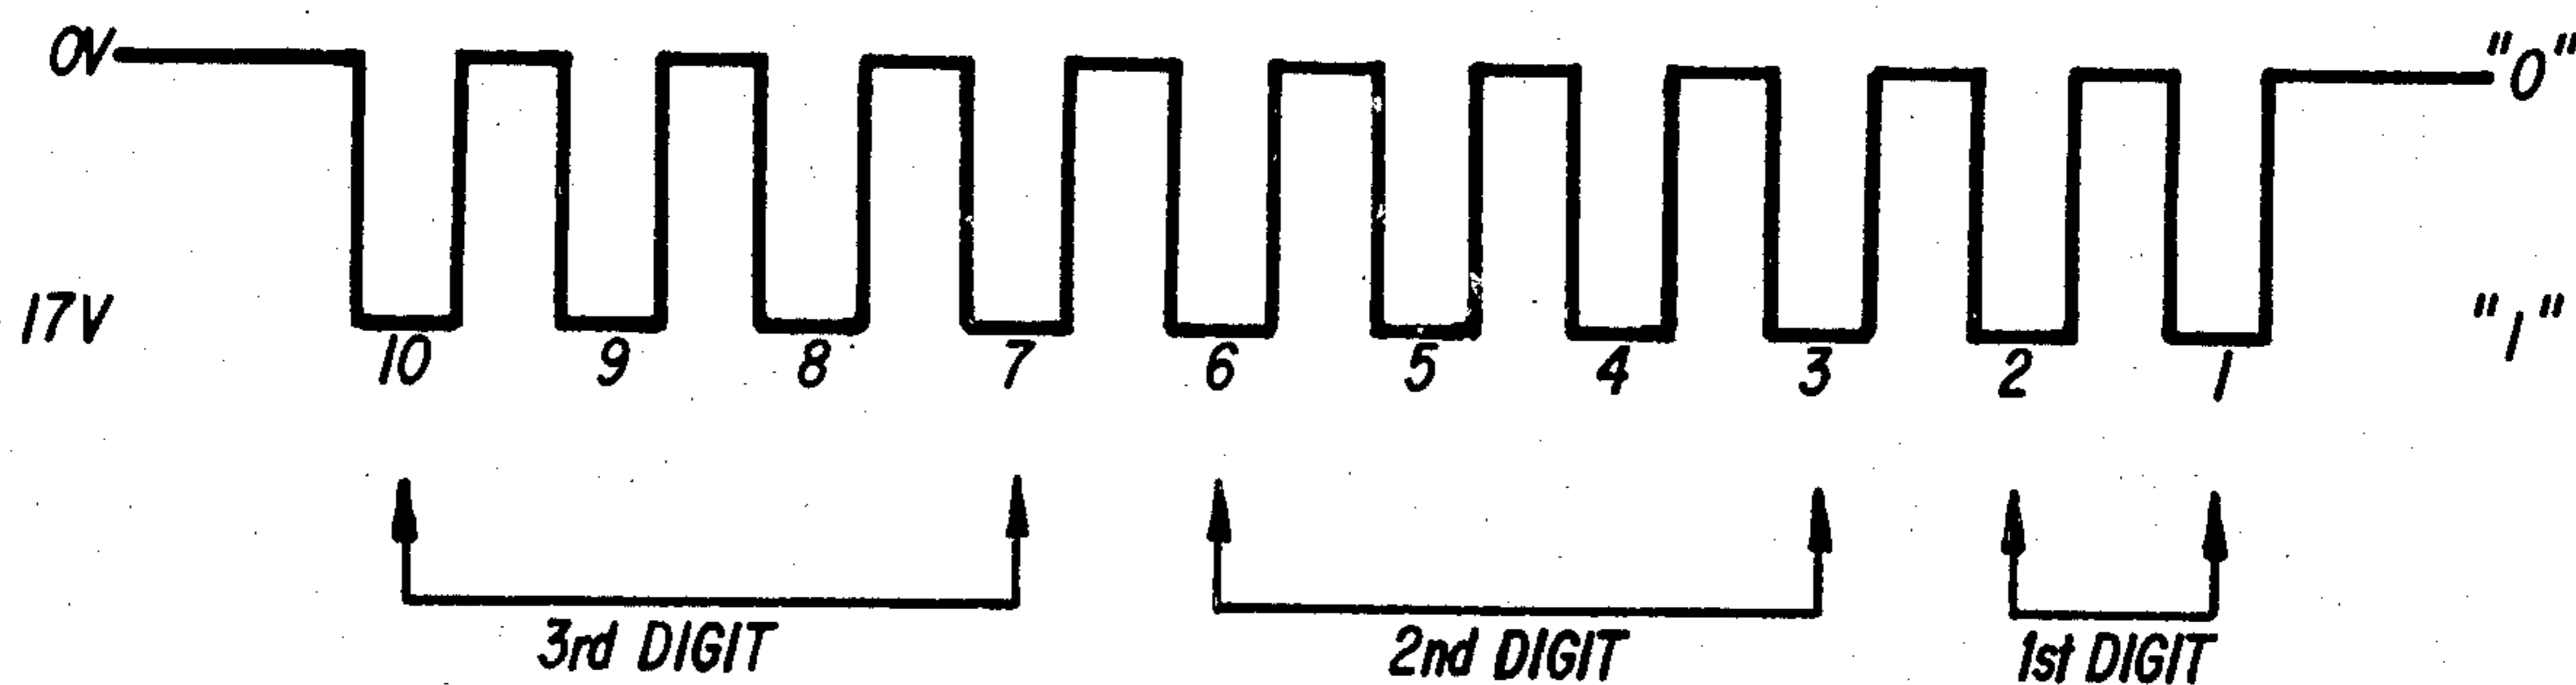 0V "0"
17V "1"
10 9 8 7 6 5 4 3 2 1
3rd DIGIT 2nd DIGIT 1st DIGIT